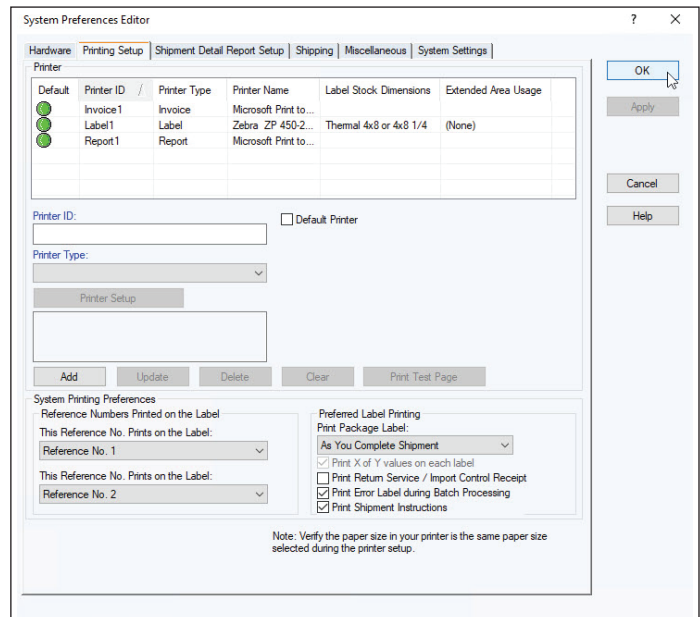 System Preferences Editor ? ×
Hardware Printing Setup Shipment Detail Report Setup Shipping Miscellaneous System Settings
Printer
Default Printer ID / Printer Type Printer Name Label Stock Dimensions Extended Area Usage
Invoice1 Invoice Microsoft Print to...
Label1 Label Zebra ZP 450-2... Thermal 4x8 or 4x8 1/4 (None)
Report1 Report Microsoft Print to...
OK
Apply
Cancel
Help
Printer ID:
Default Printer
Printer Type:
Printer Setup
Add Update Delete Clear Print Test Page
System Printing Preferences
Reference Numbers Printed on the Label
This Reference No. Prints on the Label:
Reference No. 1
This Reference No. Prints on the Label:
Reference No. 2
Preferred Label Printing
Print Package Label:
As You Complete Shipment
Print X of Y values on each label
Print Return Service / Import Control Receipt
Print Error Label during Batch Processing
Print Shipment Instructions
Note: Verify the paper size in your printer is the same paper size
selected during the printer setup.